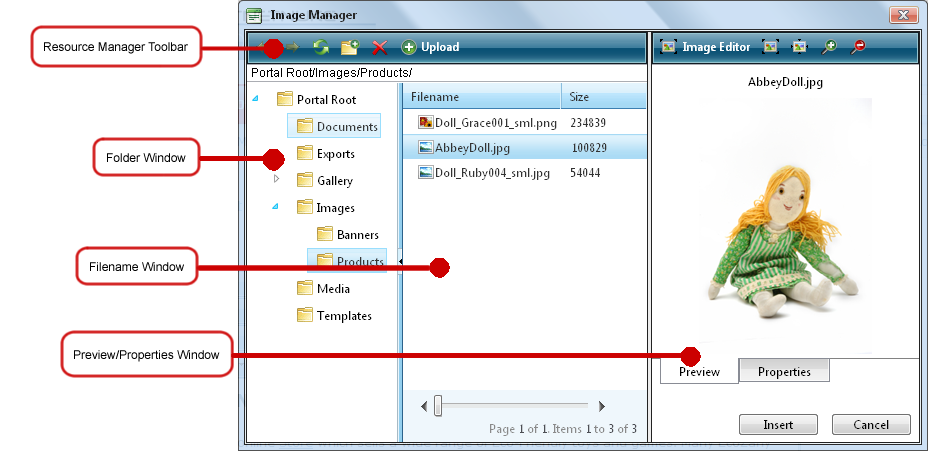 Image Manager
Resource Manager Toolbar
Upload
Image Editor
Portal Root/Images/Products/
AbbeyDoll.jpg
Portal Root
Filename Size
Documents
Doll_Grace001_sml.png 234839
Folder Window
Exports
AbbeyDoll.jpg 100829
Gallery
Doll_Ruby004_sml.jpg 54044
Images
Banners
Filename Window
Products
Media
Templates
Preview/Properties Window
Preview
Properties
Page 1 of 1. Items 1 to 3 of 3
Insert
Cancel